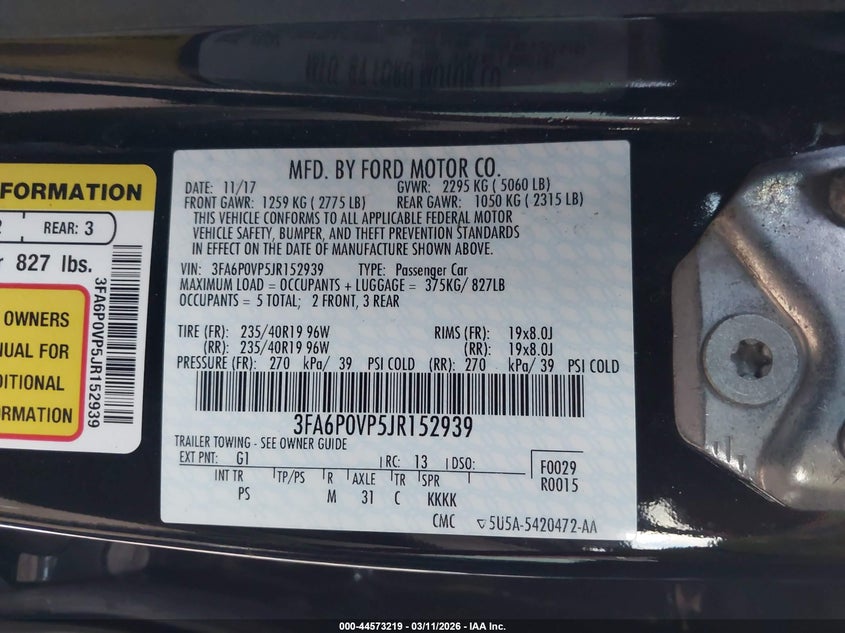 FORMATION
REAR: 3
827 lbs.
OWNERS
FOR
3FA6P0VP5JR152939
MFD. BY FORD MOTOR CO.
DATE: 11/17 GVWR: 2295 KG ( 5060 LB)
FRONT GAWR: 1259 KG ( 2775 LB) REAR GAWR: 1050 KG ( 2315 LB)
THIS VEHICLE CONFORMS TO ALL APPLICABLE FEDERAL MOTOR
VEHICLE SAFETY, BUMPER, AND THEFT PREVENTION STANDARDS
IN EFFECT ON THE DATE OF MANUFACTURE SHOWN ABOVE.
VIN: 3FA6P0VP5JR152939 TYPE: Passenger Car
MAXIMUM LOAD = OCCUPANTS + LUGGAGE = 375KG/ 827LB
OCCUPANTS = 5 TOTAL; 2 FRONT, 3 REAR
TIRE (FR): 235/40R19 96W RIMS (FR): 19x8.0J
(RR): 235/40R19 96W (RR): 19x8.0J
PRESSURE (FR): 270 kPa/ 39 PSI COLD (RR): 270 kPa/ 39 PSI COLD
3FA6P0VP5JR152939
TRAILER TOWING - SEE OWNER GUIDE
EXT PNT: G1 RC: 13 DSO:
INT TR TP/PS R AXLE TR SPR
PS M 31 C KKKK
F0029
R0015
CMC 5U5A-5420472-AA
000-44573219 - 03/11/2026 - IAA Inc.